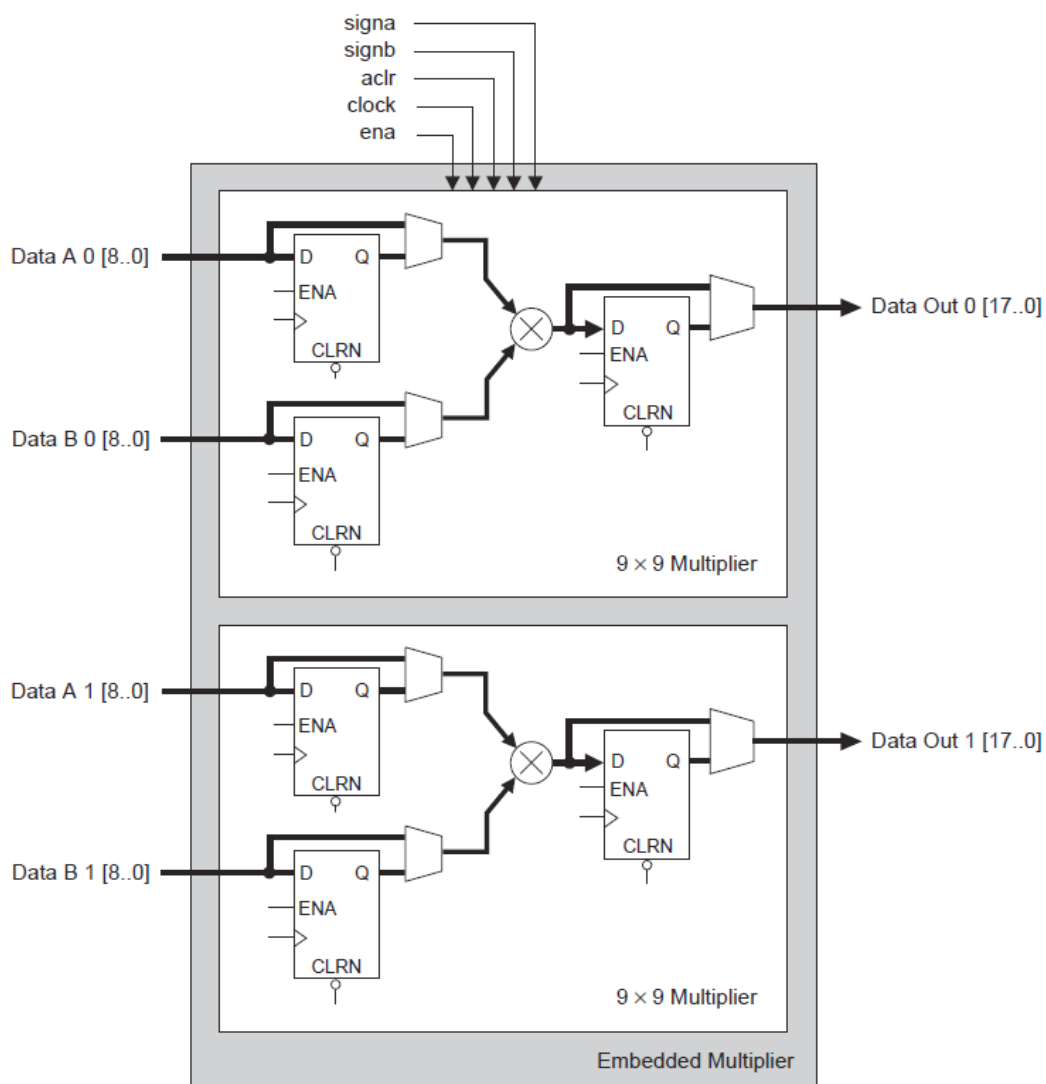 signa
signb
aclr
clock
ena
Data A 0 [8..0]
D Q
ENA
CLRN
Data B 0 [8..0]
D Q
ENA
CLRN
D Q
ENA
CLRN
Data Out 0 [17..0]
9 × 9 Multiplier
Data A 1 [8..0]
D Q
ENA
CLRN
Data B 1 [8..0]
D Q
ENA
CLRN
D Q
ENA
CLRN
Data Out 1 [17..0]
9 × 9 Multiplier
Embedded Multiplier